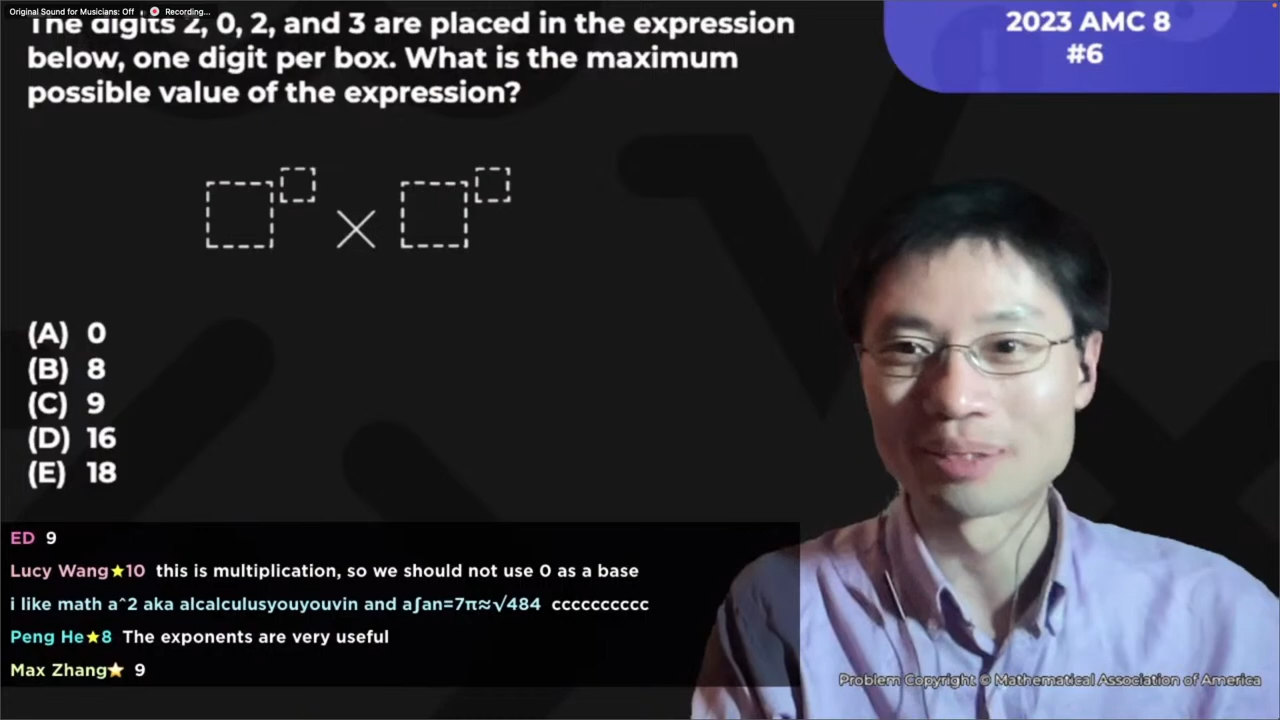 Original Sound for Musicians: Off Recording...
The digits 2, 0, 2, and 3 are placed in the expression
below, one digit per box. What is the maximum
possible value of the expression?
2023 AMC 8
#6
×
(A) 0
(B) 8
(C) 9
(D) 16
(E) 18
ED 9
Lucy Wang⭐10 this is multiplication, so we should not use 0 as a base
i like math a^2 aka alcalculusyouyouvin and a∫an=7π≈√484 cccccccccc
Peng He⭐8 The exponents are very useful
Max Zhang⭐ 9
Problem Copyright © Mathematical Association of America